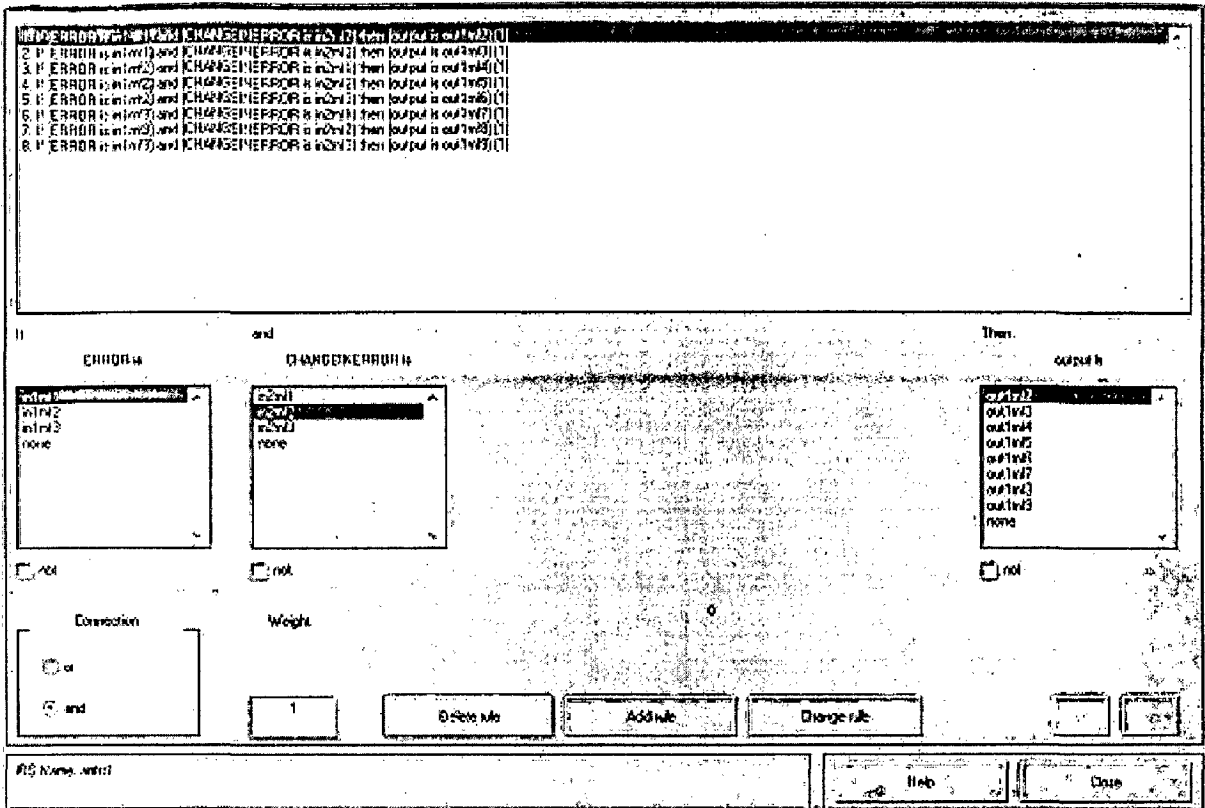 2. If (ERROR is in1mf1) and (CHANGEINERROR is in2mf3) then (output is out1mf3) (1)
3. If (ERROR is in1mf2) and (CHANGEINERROR is in2mf1) then (output is out1mf4) (1)
4. If (ERROR is in1mf2) and (CHANGEINERROR is in2mf2) then (output is out1mf5) (1)
5. If (ERROR is in1mf2) and (CHANGEINERROR is in2mf3) then (output is out1mf6) (1)
6. If (ERROR is in1mf3) and (CHANGEINERROR is in2mf1) then (output is out1mf7) (1)
7. If (ERROR is in1mf3) and (CHANGEINERROR is in2mf2) then (output is out1mf8) (1)
8. If (ERROR is in1mf3) and (CHANGEINERROR is in2mf3) then (output is out1mf9) (1)
If and Then
ERROR is CHANGEINERROR is output is
in1mf1
in1mf2
in1mf3
none
in2mf1
in2mf2
in2mf3
none
out1mf2
out1mf3
out1mf4
out1mf5
out1mf6
out1mf7
none
not not not
Connection Weight
or
and
1 Delete rule Add rule Change rule
FIS Name: Help Close